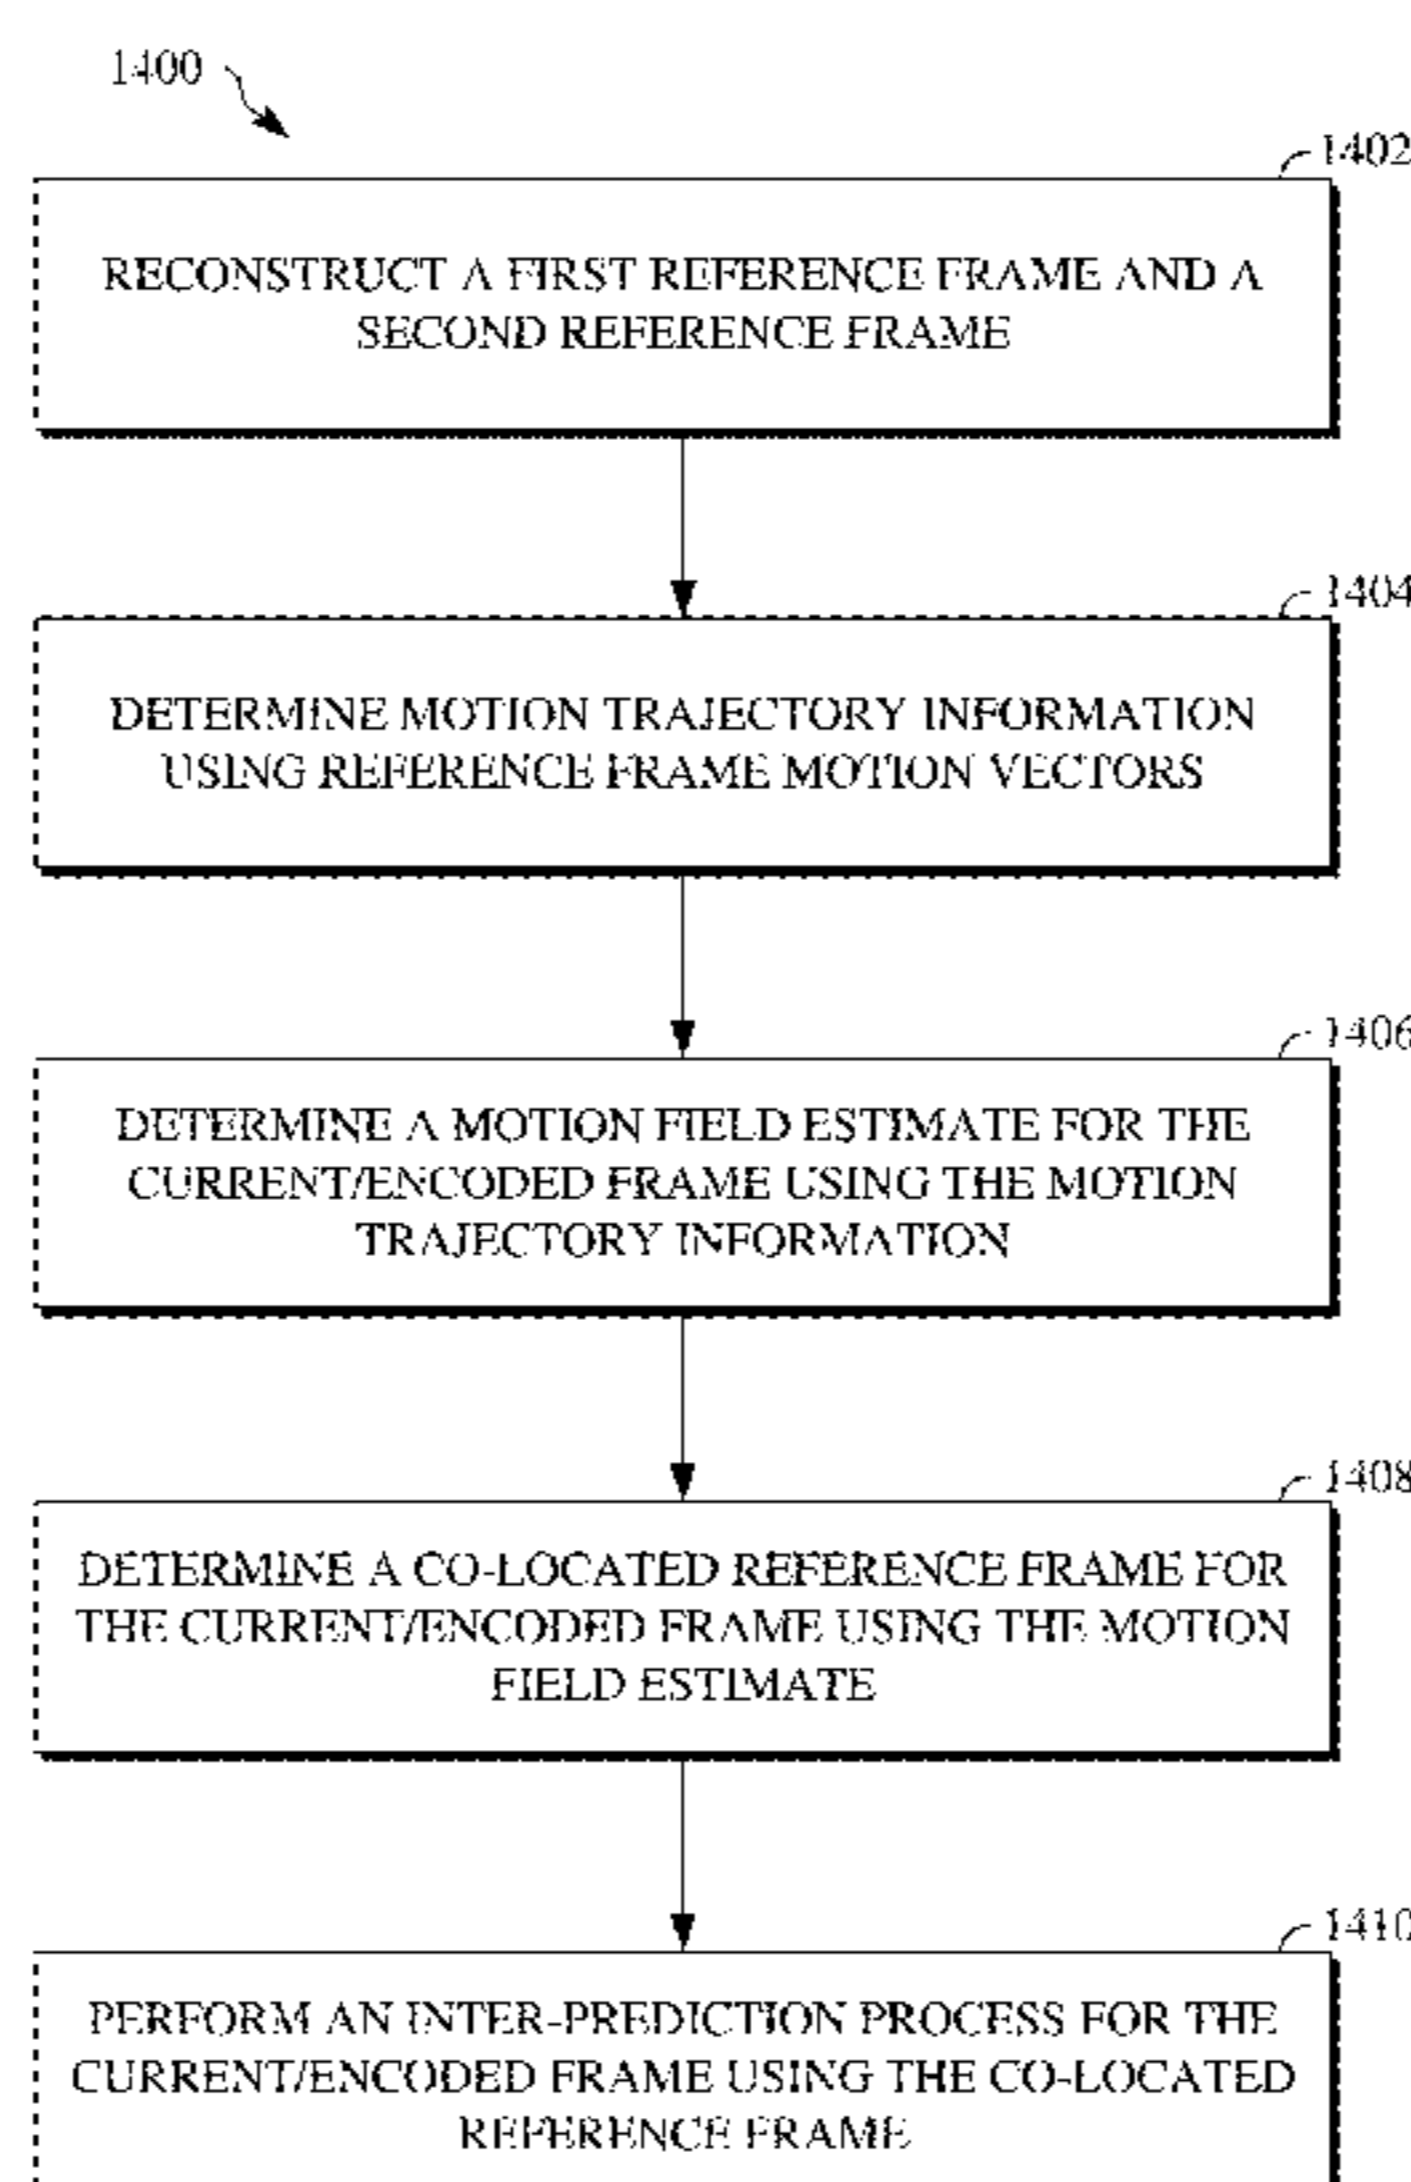 1400
1402
RECONSTRUCT A FIRST REFERENCE FRAME AND A
SECOND REFERENCE FRAME
1404
DETERMINE MOTION TRAJECTORY INFORMATION
USING REFERENCE FRAME MOTION VECTORS
1406
DETERMINE A MOTION FIELD ESTIMATE FOR THE
CURRENT/ENCODED FRAME USING THE MOTION
TRAJECTORY INFORMATION
1408
DETERMINE A CO-LOCATED REFERENCE FRAME FOR
THE CURRENT/ENCODED FRAME USING THE MOTION
FIELD ESTIMATE
1410
PERFORM AN INTER-PREDICTION PROCESS FOR THE
CURRENT/ENCODED FRAME USING THE CO-LOCATED
REFERENCE FRAME